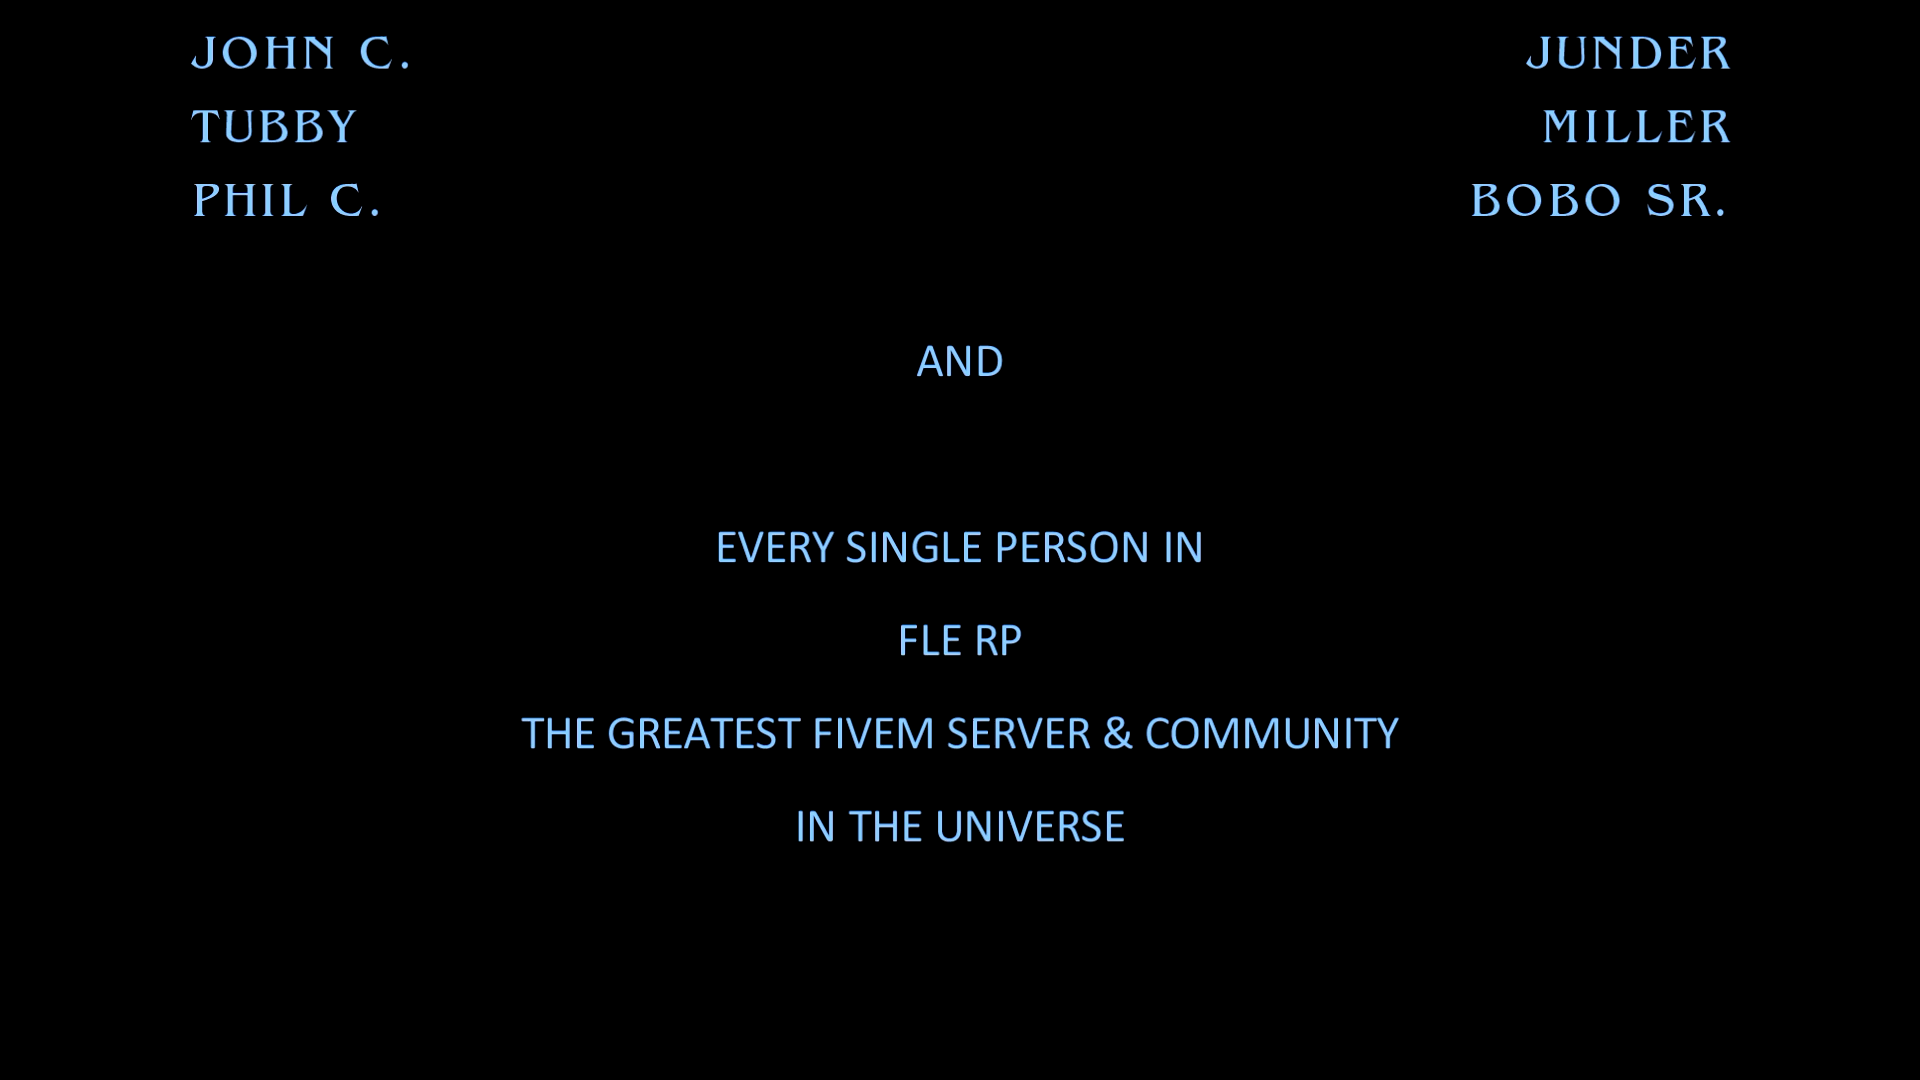 JOHN C. JUNDER
TUBBY MILLER
PHIL C. BOBO SR.
AND
EVERY SINGLE PERSON IN
FLE RP
THE GREATEST FIVEM SERVER & COMMUNITY
IN THE UNIVERSE